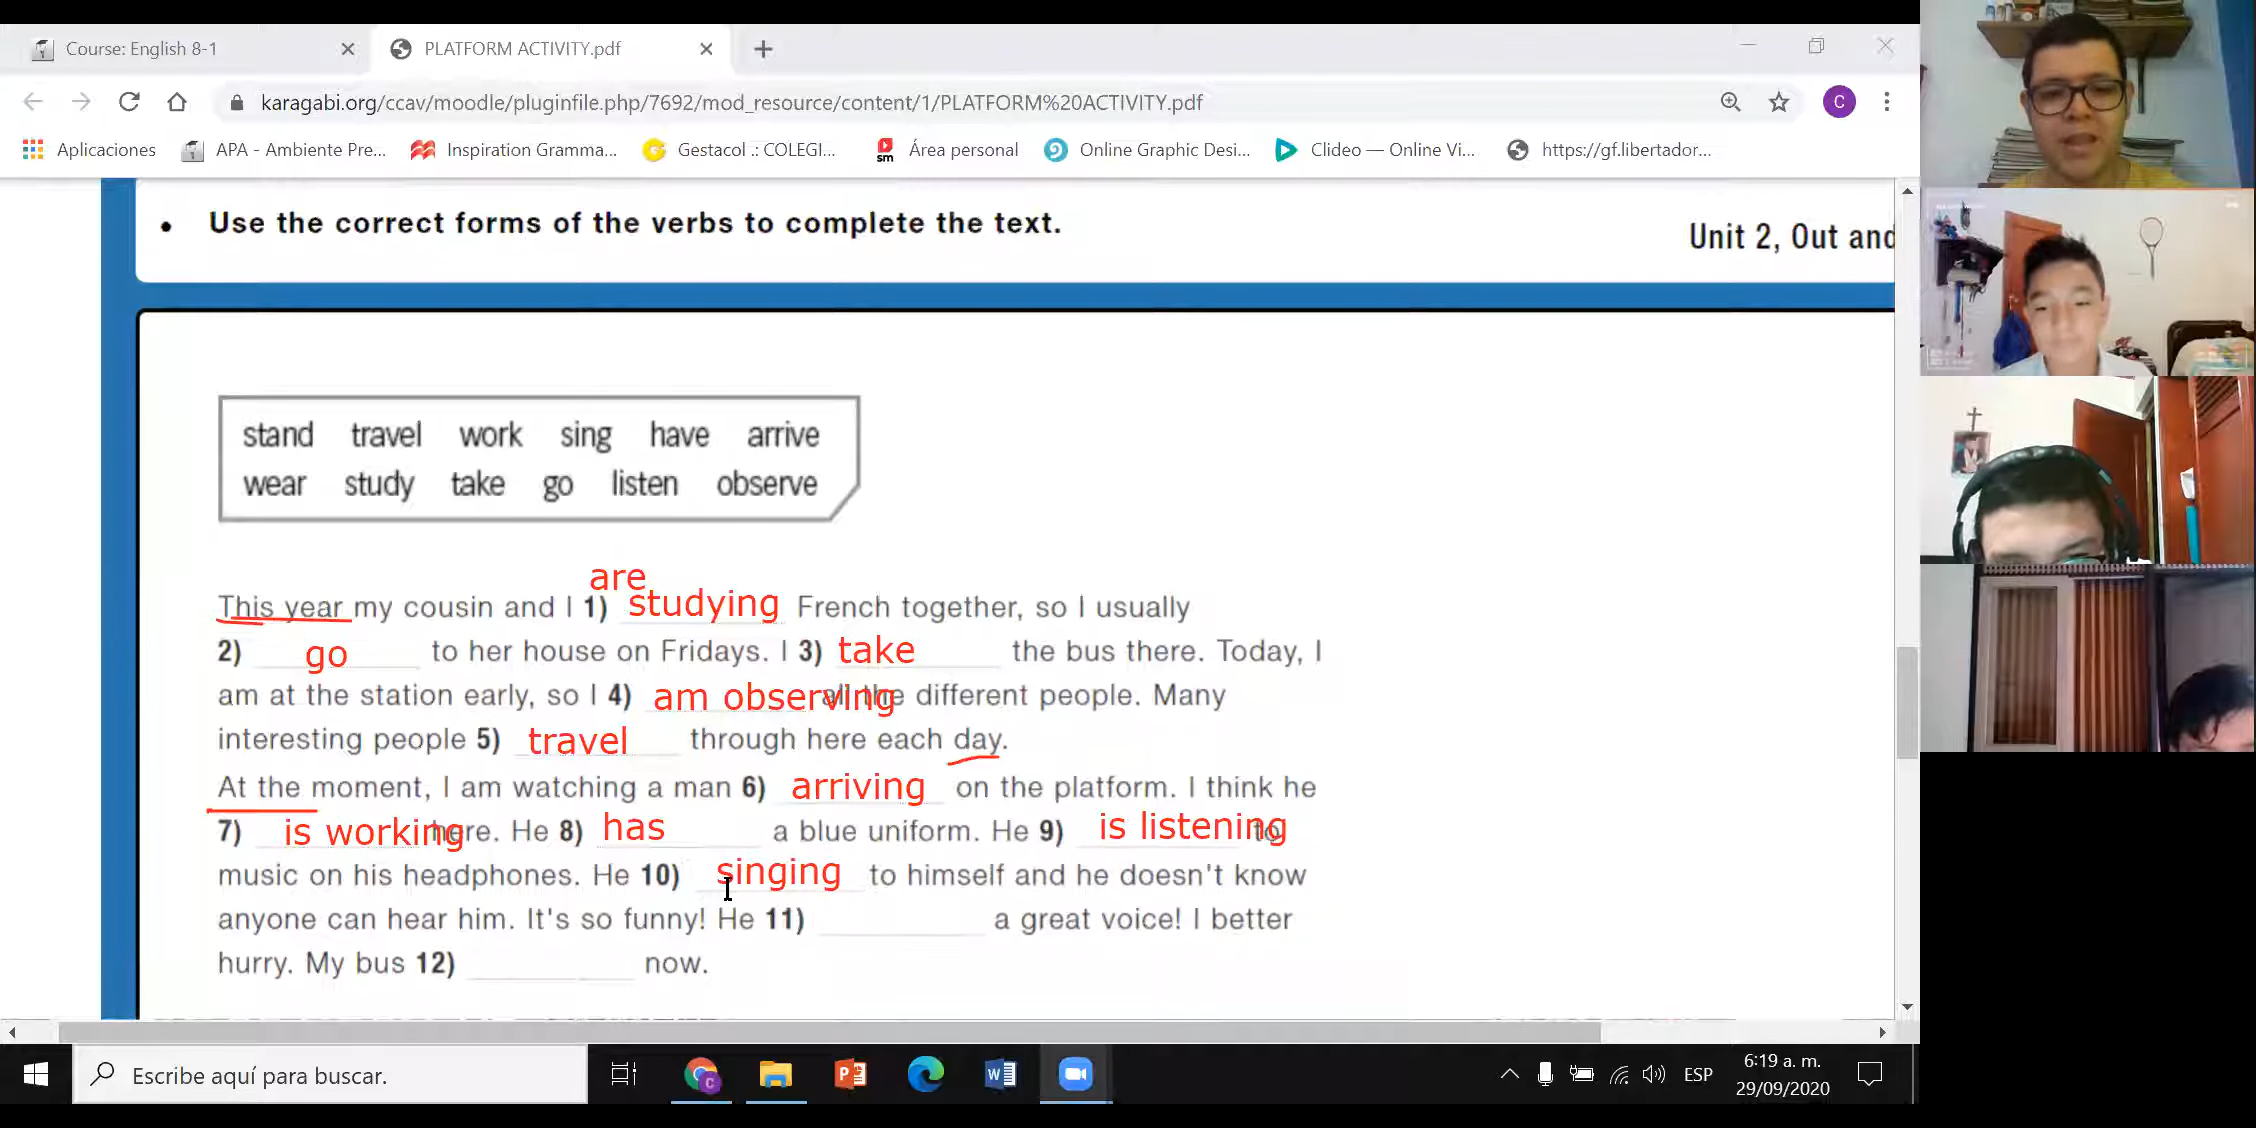 Course: English 8-1
PLATFORM ACTIVITY.pdf
karagabi.org/ccav/moodle/pluginfile.php/7692/mod_resource/content/1/PLATFORM%20ACTIVITY.pdf
C
Aplicaciones
APA - Ambiente Pre...
Inspiration Gramma...
Gestacol .: COLEGI...
sm
Área personal
Online Graphic Desi...
Clideo — Online Vi...
https://gf.libertador...
• Use the correct forms of the verbs to complete the text.
Unit 2, Out and
stand travel work sing have arrive
wear study take go listen observe
are
This year my cousin and I 1) studying French together, so I usually
2) go to her house on Fridays. I 3) take the bus there. Today, I
am at the station early, so I 4) am observing all the different people. Many
interesting people 5) travel through here each day.
At the moment, I am watching a man 6) arriving on the platform. I think he
7) is working here. He 8) has a blue uniform. He 9) is listening to
music on his headphones. He 10) singing to himself and he doesn't know
anyone can hear him. It's so funny! He 11) a great voice! I better
hurry. My bus 12) now.
Escribe aquí para buscar.
C
P
W
ESP
6:19 a. m.
29/09/2020